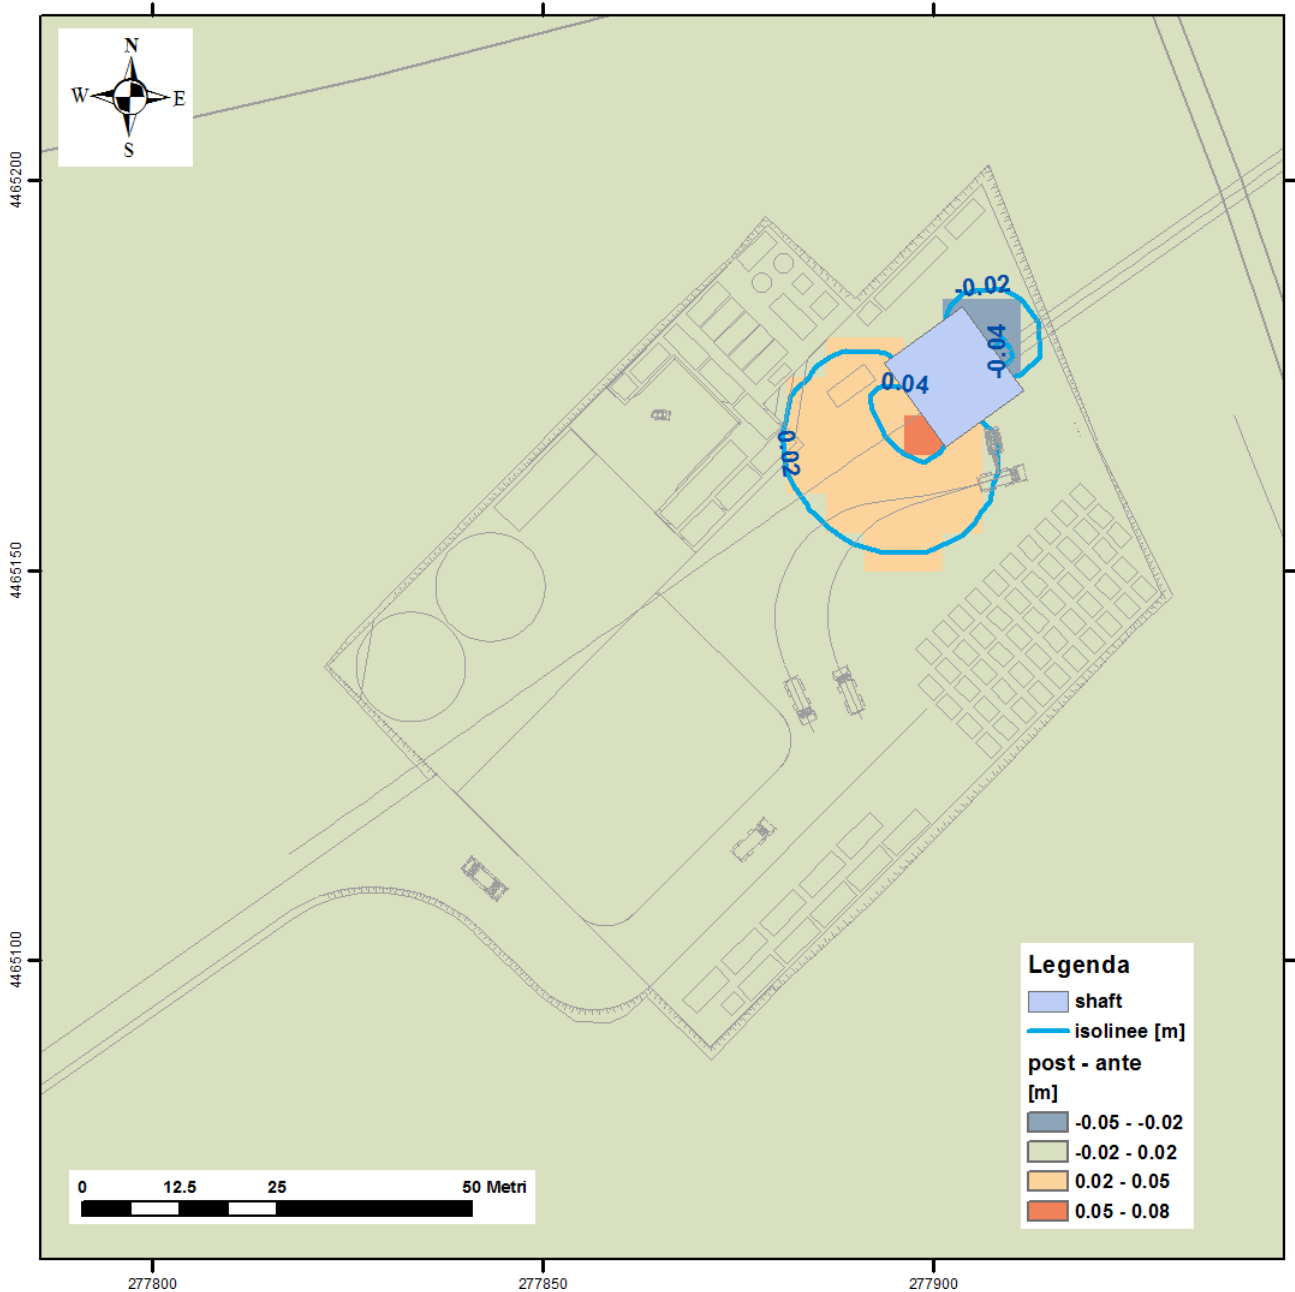 N
W E
S
4465200
4465150
4465100
-0.02
-0.04
0.04
0.02
Legenda
shaft
isolinee [m]
post - ante
[m]
-0.05 - -0.02
-0.02 - 0.02
0.02 - 0.05
0.05 - 0.08
0 12.5 25 50 Metri
277800 277850 277900